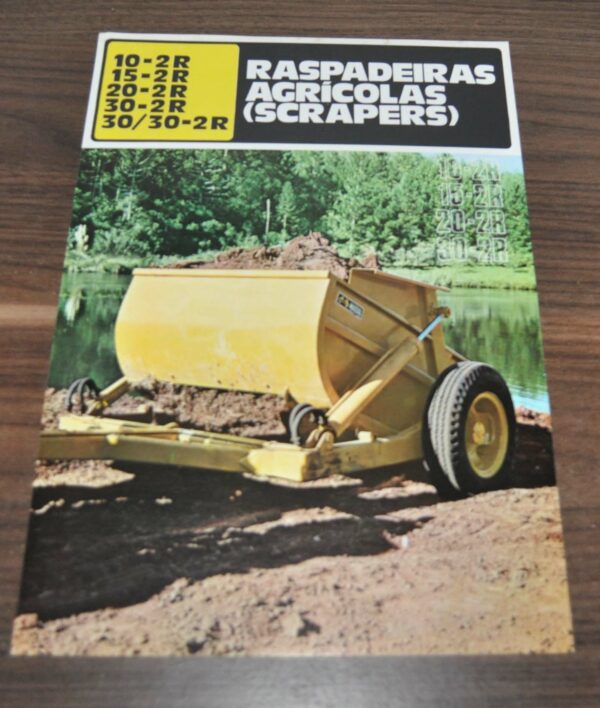 10-2R
15-2R
20-2R
30-2R
30/30-2R
RASPADEIRAS
AGRÍCOLAS
(SCRAPERS)
10-2R
15-2R
20-2R
30-2R